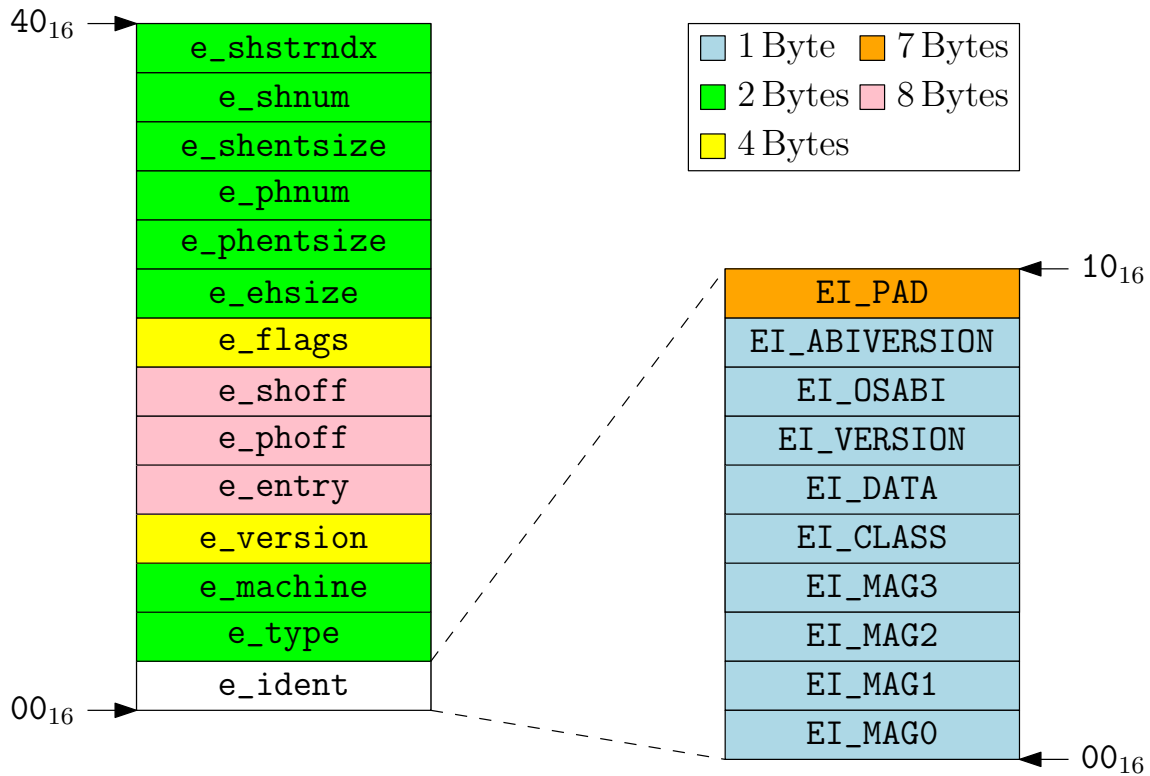 40₁₆
e_shstrndx
e_shnum
e_shentsize
e_phnum
e_phentsize
e_ehsize
e_flags
e_shoff
e_phoff
e_entry
e_version
e_machine
e_type
e_ident
00₁₆
1 Byte
7 Bytes
2 Bytes
8 Bytes
4 Bytes
10₁₆
EI_PAD
EI_ABIVERSION
EI_OSABI
EI_VERSION
EI_DATA
EI_CLASS
EI_MAG3
EI_MAG2
EI_MAG1
EI_MAG0
00₁₆